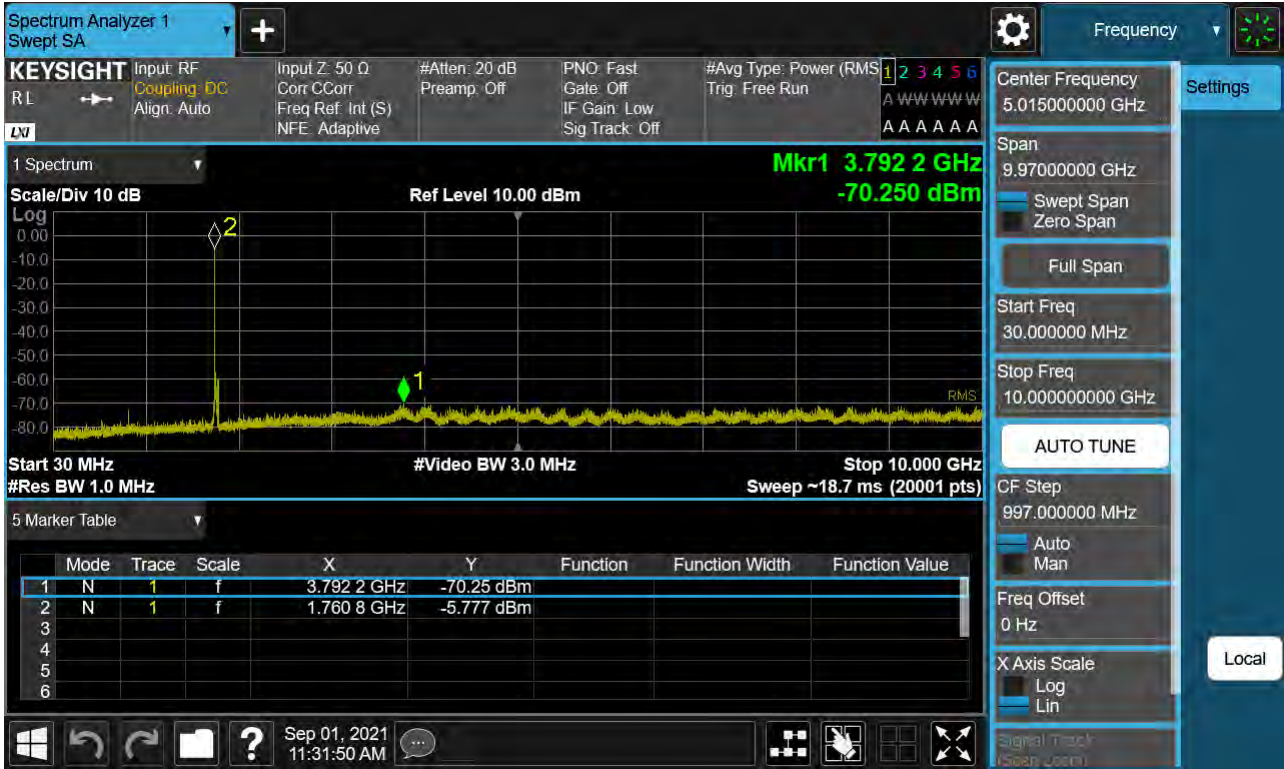 Spectrum Analyzer 1
Swept SA
+
Frequency
KEYSIGHT
RL
LXI
Input: RF
Coupling: DC
Align: Auto
Input Z: 50 Ω
Corr CCorr
Freq Ref: Int (S)
NFE: Adaptive
#Atten: 20 dB
Preamp: Off
PNO: Fast
Gate: Off
IF Gain: Low
Sig Track: Off
#Avg Type: Power (RMS
Trig: Free Run
1 2 3 4 5 6
A W W W W W
A A A A A A
1 Spectrum
Scale/Div 10 dB
Ref Level 10.00 dBm
Mkr1 3.792 2 GHz
-70.250 dBm
Log
0.00
-10.0
-20.0
-30.0
-40.0
-50.0
-60.0
-70.0
-80.0
2
1
RMS
Start 30 MHz
#Video BW 3.0 MHz
Stop 10.000 GHz
#Res BW 1.0 MHz
Sweep ~18.7 ms (20001 pts)
5 Marker Table
Mode Trace Scale X Y Function Function Width Function Value
1 N 1 f 3.792 2 GHz -70.25 dBm
2 N 1 f 1.760 8 GHz -5.777 dBm
3
4
5
6
Center Frequency
5.015000000 GHz
Span
9.97000000 GHz
Swept Span
Zero Span
Full Span
Start Freq
30.000000 MHz
Stop Freq
10.000000000 GHz
AUTO TUNE
CF Step
997.000000 MHz
Auto
Man
Freq Offset
0 Hz
X Axis Scale
Log
Lin
Signal Track
(Span Zoom)
Settings
Local
?
Sep 01, 2021
11:31:50 AM